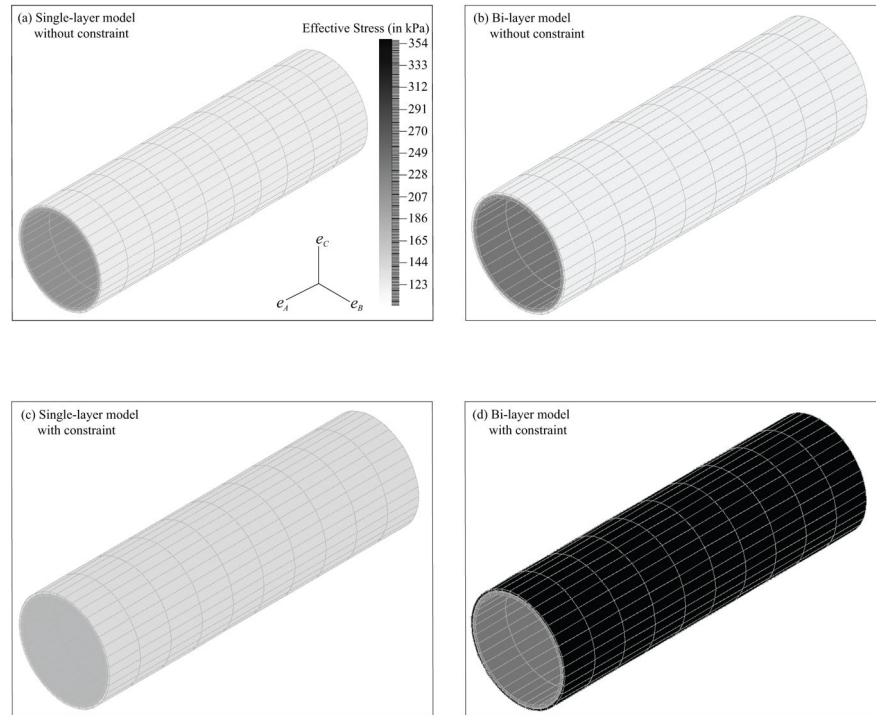 (a) Single-layer model
without constraint
Effective Stress (in kPa)
354
333
312
291
270
249
228
207
186
165
144
123
e_C
e_A
e_B
(b) Bi-layer model
without constraint
(c) Single-layer model
with constraint
(d) Bi-layer model
with constraint